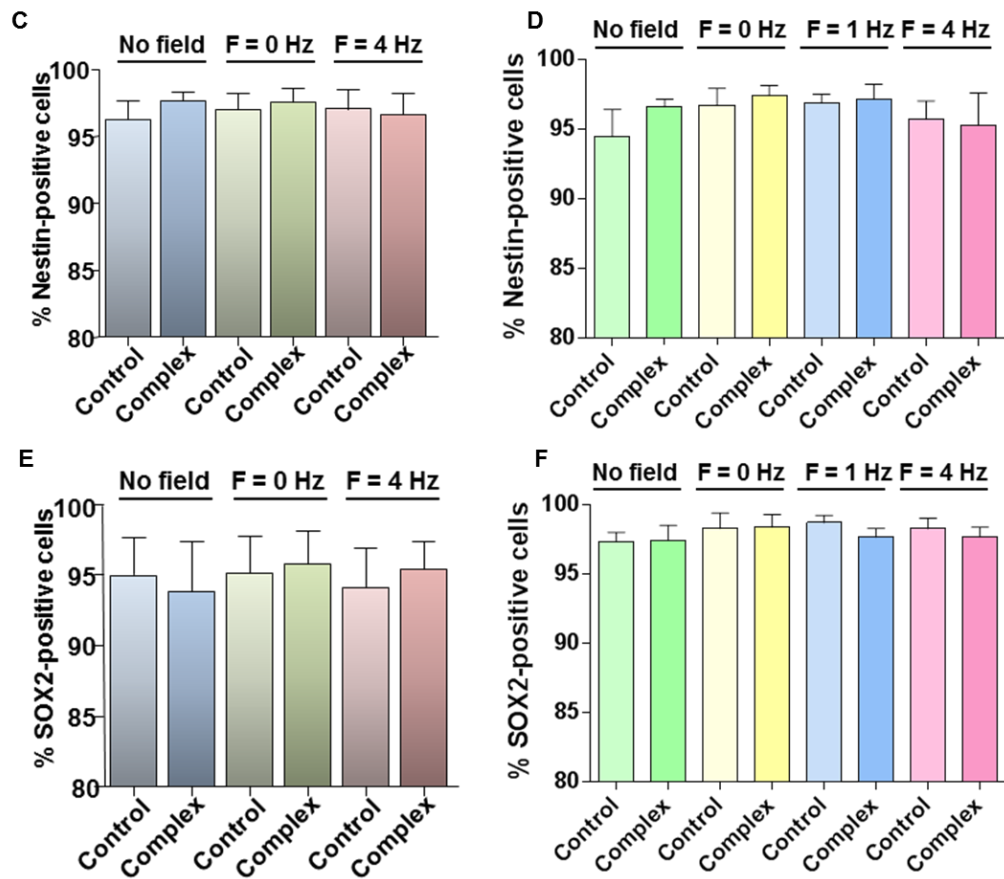 C
No field F = 0 Hz F = 4 Hz
% Nestin-positive cells
100
95
90
85
80
Control Complex Control Complex Control Complex
D
No field F = 0 Hz F = 1 Hz F = 4 Hz
% Nestin-positive cells
100
95
90
85
80
Control Complex Control Complex Control Complex Control Complex
E
No field F = 0 Hz F = 4 Hz
% SOX2-positive cells
100
95
90
85
80
Control Complex Control Complex Control Complex
F
No field F = 0 Hz F = 1 Hz F = 4 Hz
% SOX2-positive cells
100
95
90
85
80
Control Complex Control Complex Control Complex Control Complex